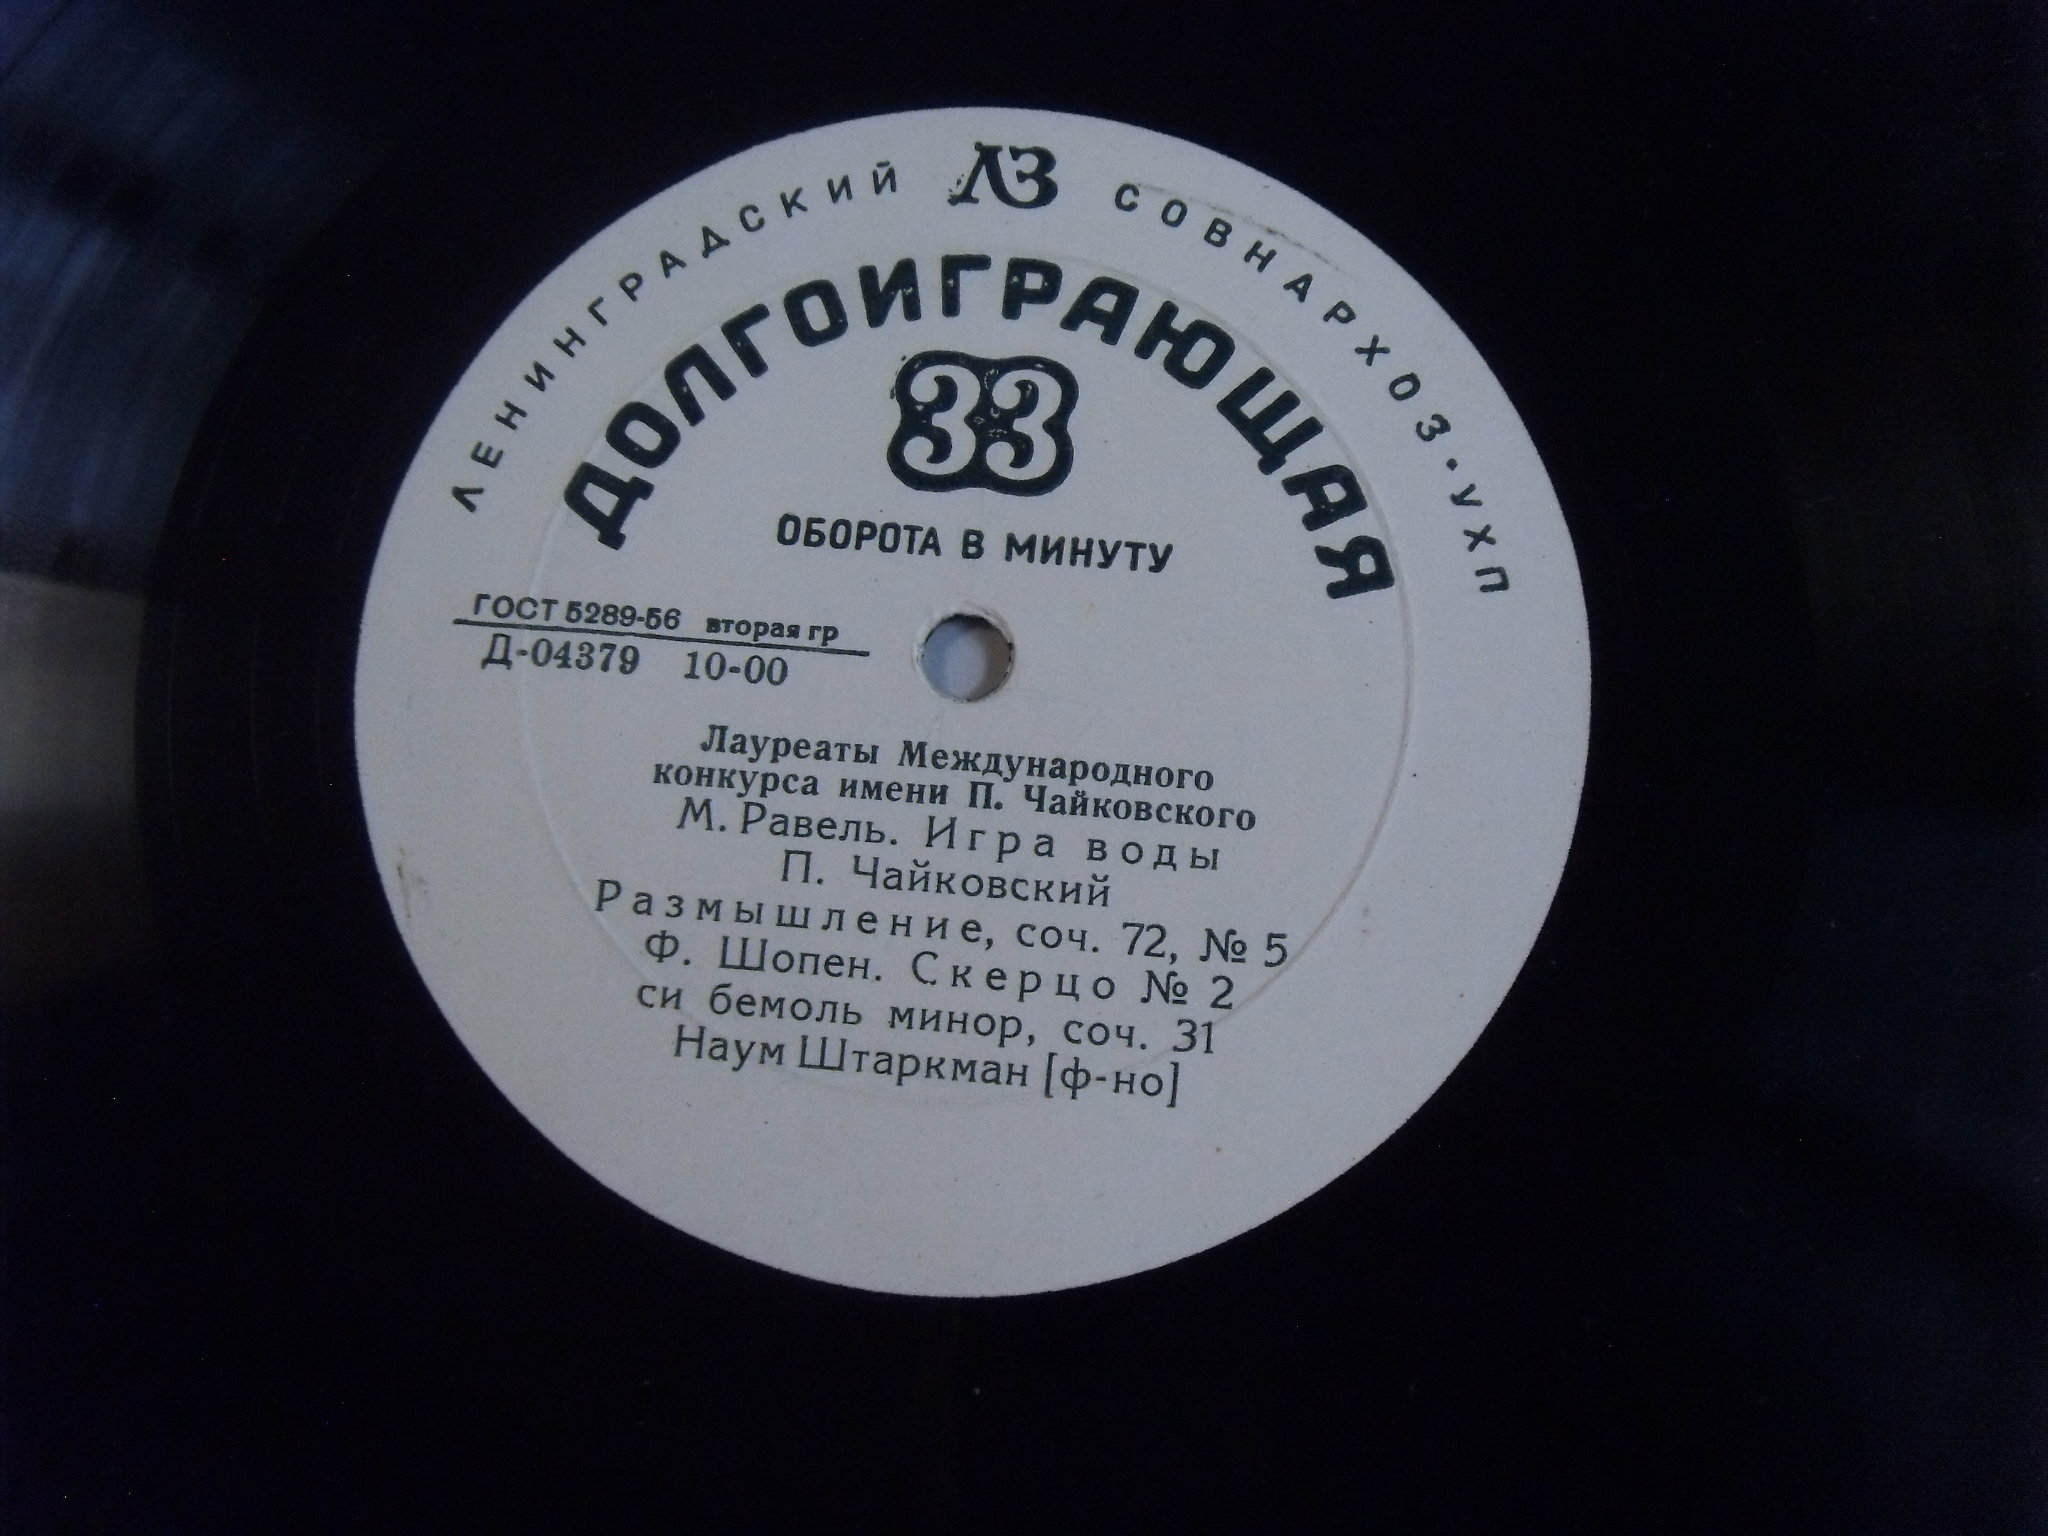 ЛЕНИНГРАДСКИЙ ЛЗ СОВНАРХОЗ · УХП
ДОЛГОИГРАЮЩАЯ
33
ОБОРОТА В МИНУТУ
ГОСТ 5289-56 вторая гр
Д-04379 10-00
Лауреаты Международного
конкурса имени П. Чайковского
М. Равель. Игра воды
П. Чайковский
Размышление, соч. 72, № 5
Ф. Шопен. Скерцо № 2
си бемоль минор, соч. 31
Наум Штаркман [ф-но]